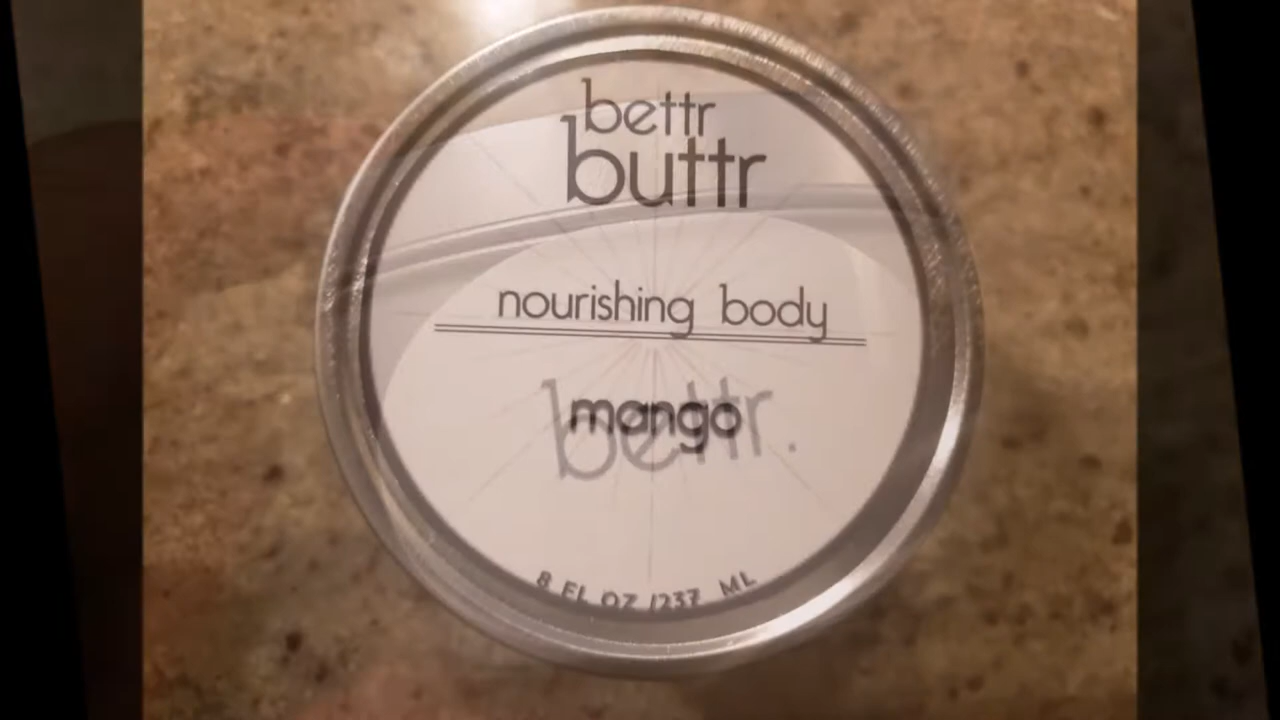 bettr
buttr
nourishing body
mango
bettr.
8 FL OZ /237 ML